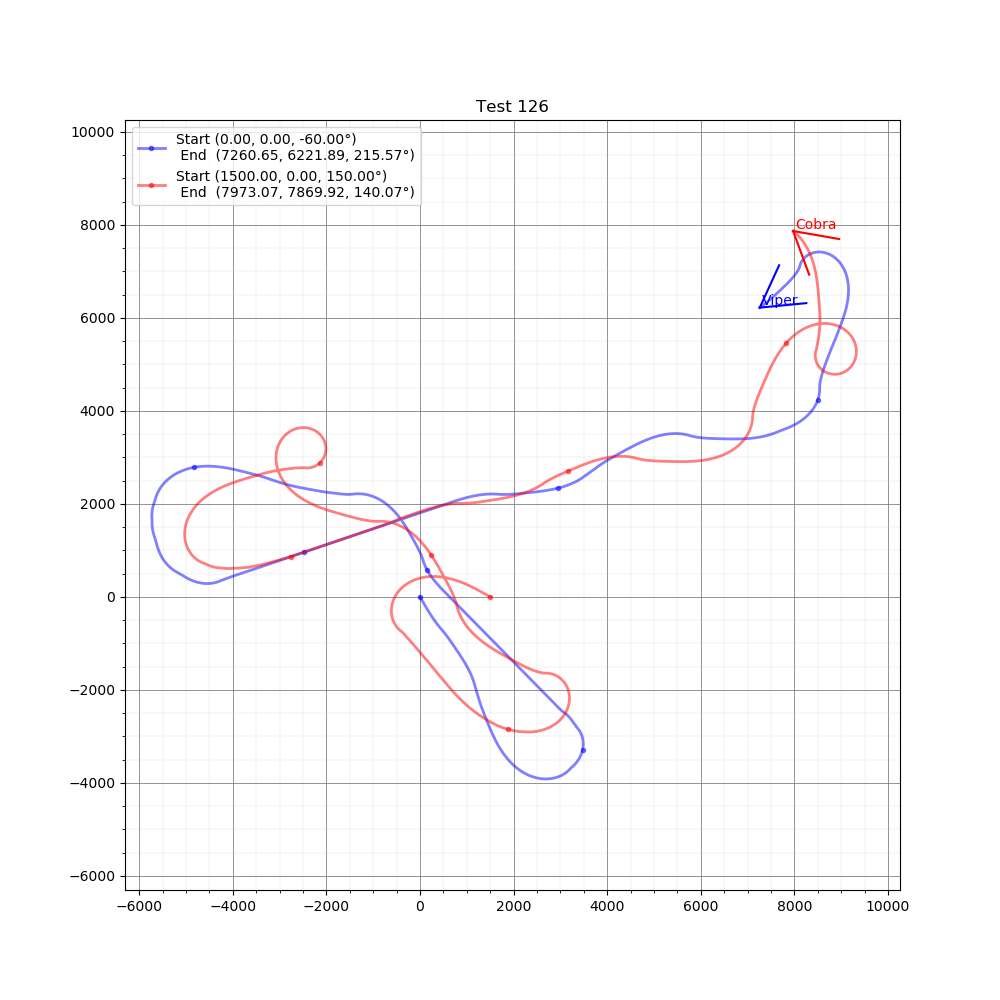 Test 126
Start (0.00, 0.00, -60.00°)
End (7260.65, 6221.89, 215.57°)
Start (1500.00, 0.00, 150.00°)
End (7973.07, 7869.92, 140.07°)
Cobra
Viper
10000
8000
6000
4000
2000
0
−2000
−4000
−6000
−6000 −4000 −2000 0 2000 4000 6000 8000 10000